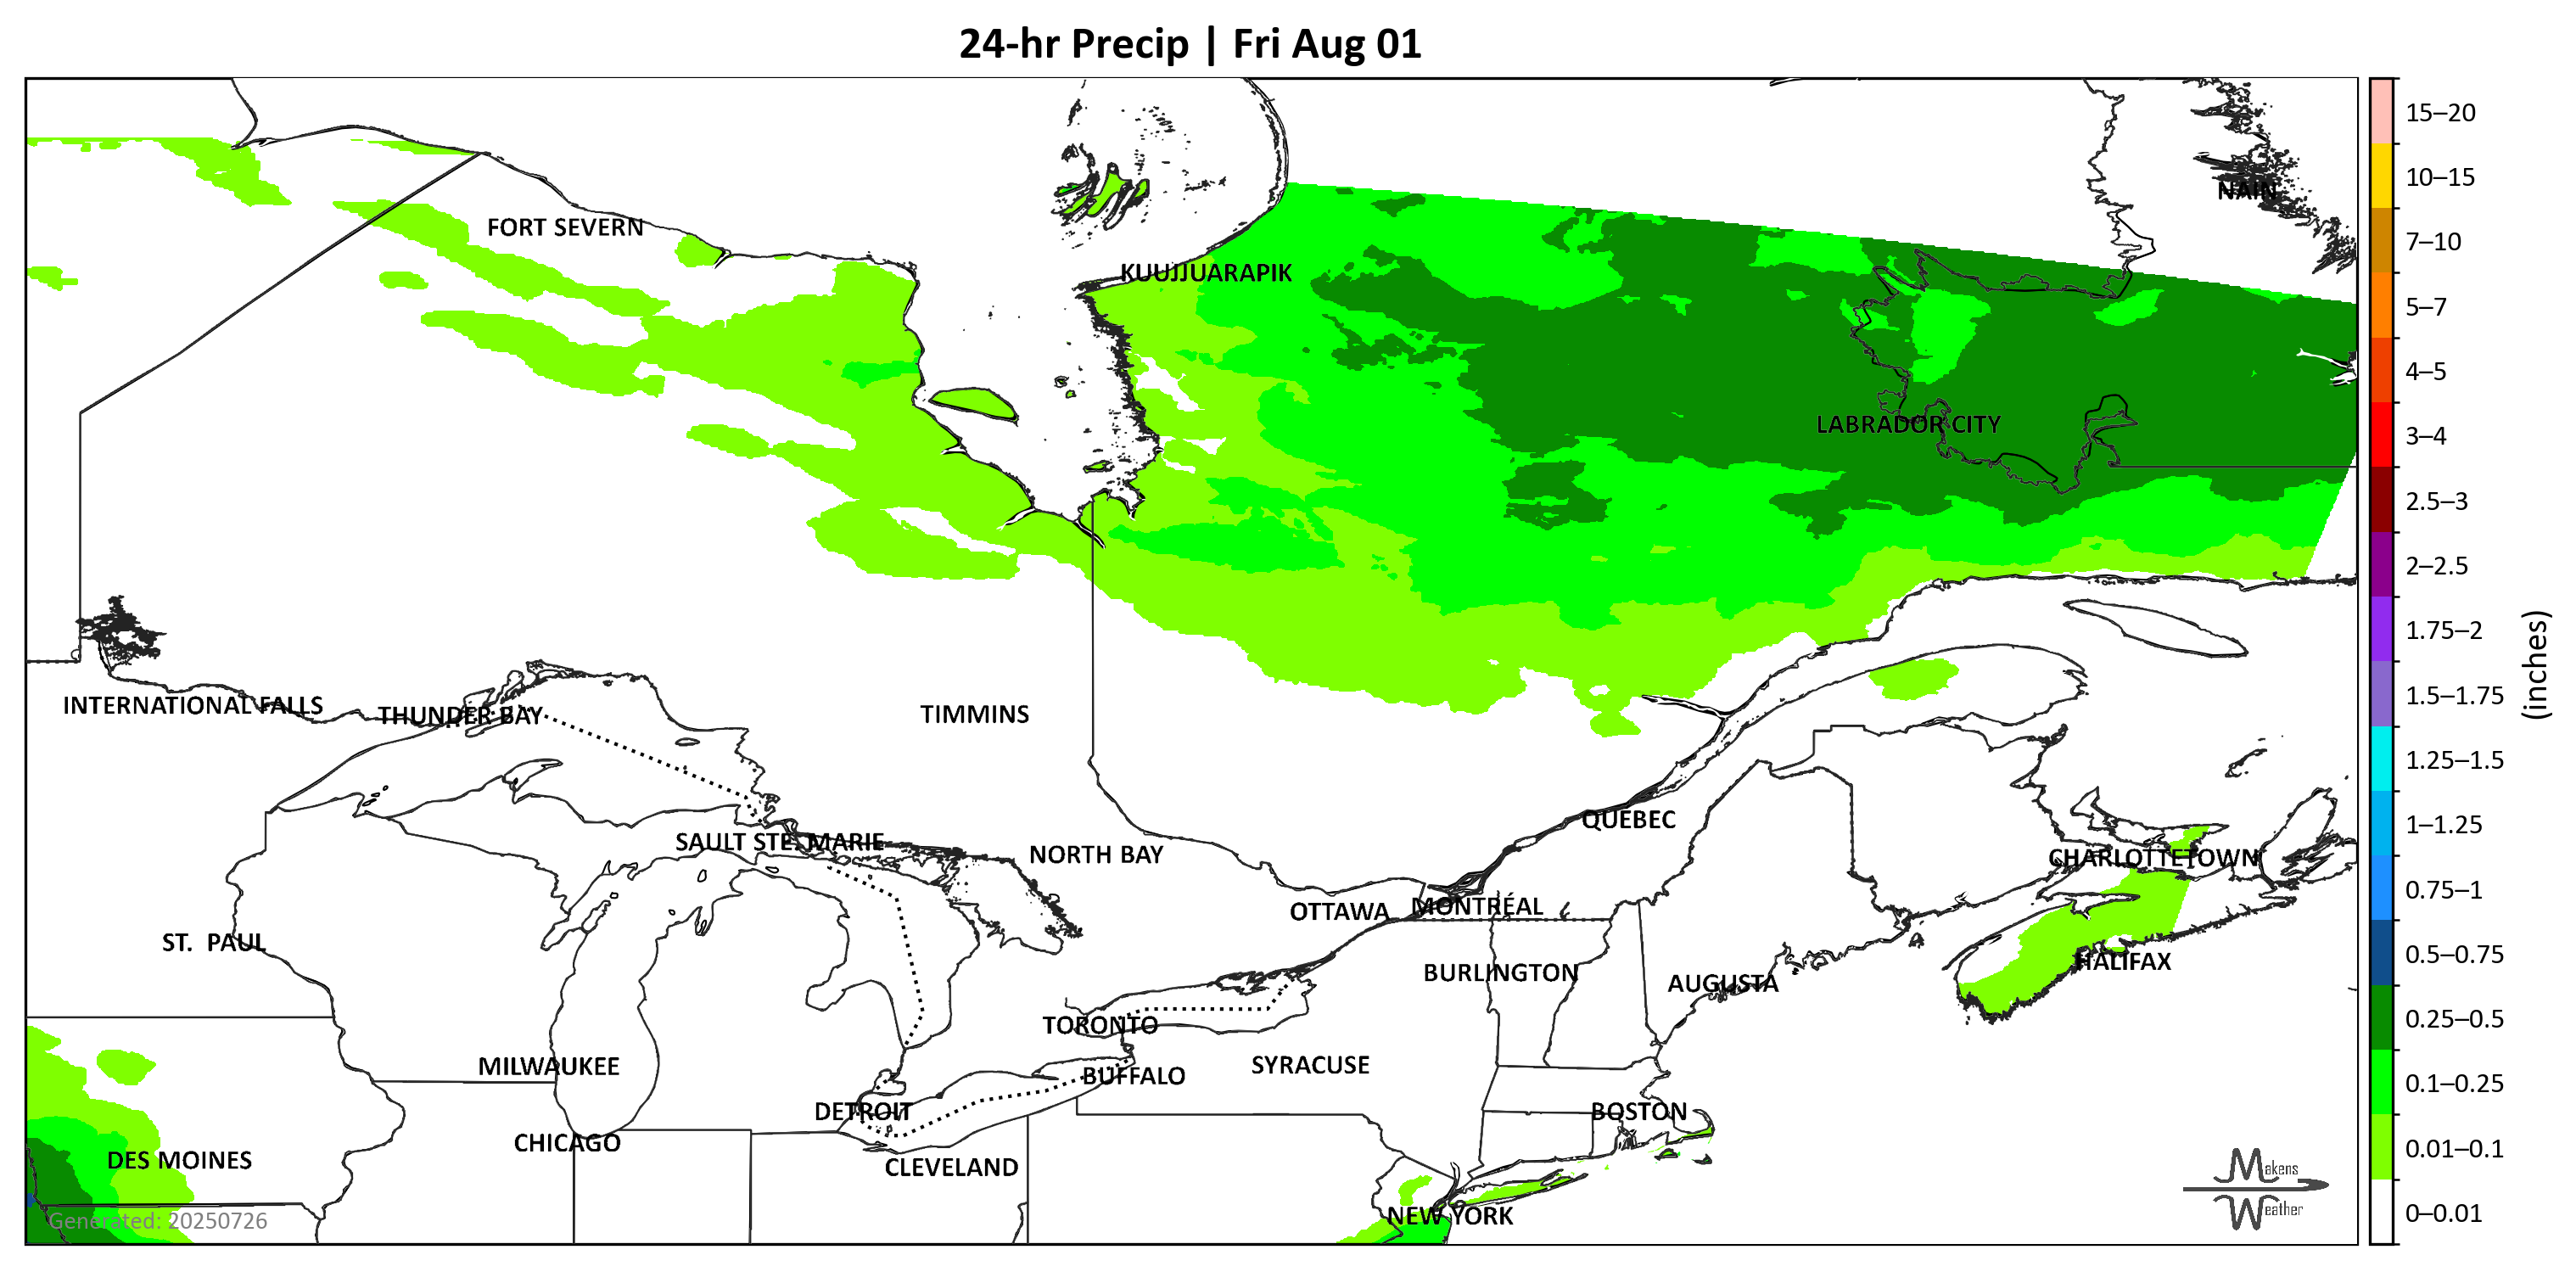 24-hr Precip | Fri Aug 01
15–20
10–15
NAIN
FORT SEVERN
7–10
KUUJJUARAPIK
5–7
4–5
LABRADOR CITY
3–4
2.5–3
2–2.5
1.75–2
(inches)
INTERNATIONAL FALLS
THUNDER BAY
TIMMINS
1.5–1.75
1.25–1.5
QUEBEC
1–1.25
SAULT STE. MARIE
NORTH BAY
CHARLOTTETOWN
0.75–1
OTTAWA
MONTRÉAL
ST. PAUL
0.5–0.75
HALIFAX
BURLINGTON
AUGUSTA
TORONTO
0.25–0.5
MILWAUKEE
SYRACUSE
BUFFALO
0.1–0.25
DETROIT
BOSTON
CHICAGO
0.01–0.1
DES MOINES
CLEVELAND
Makens
Weather
NEW YORK
0–0.01
Generated: 20250726